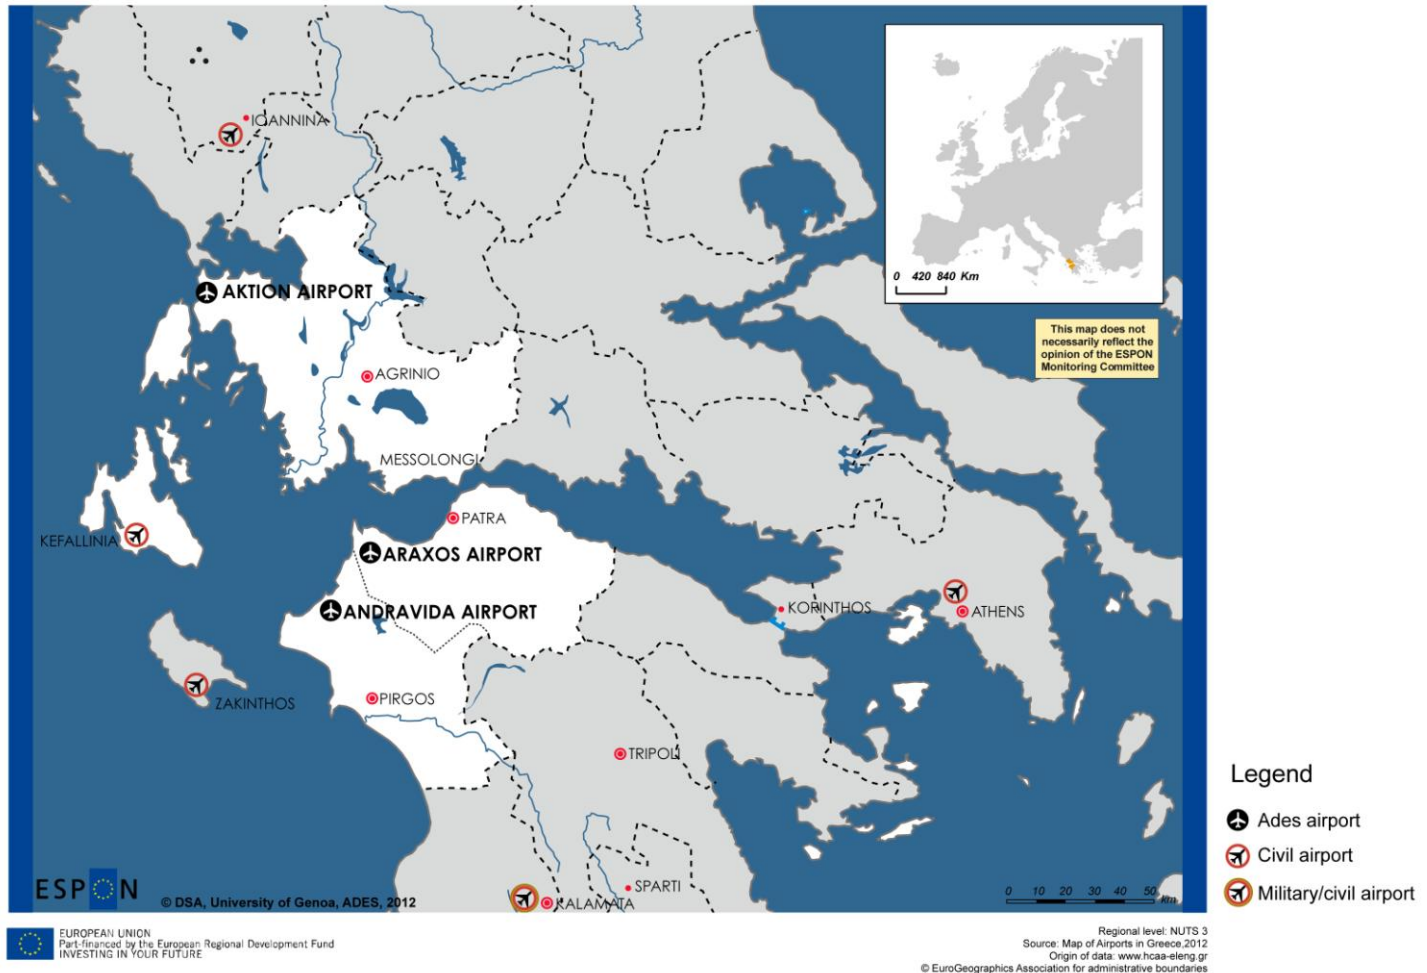 IOANNINA
0 420 840 Km
AKTION AIRPORT
This map does not
necessarily reflect the
opinion of the ESPON
Monitoring Committee
AGRINIO
MESSOLONGI
PATRA
KEFALLINIA
ARAXOS AIRPORT
ANDRAVIDA AIRPORT
KORINTHOS
ATHENS
PIRGOS
ZAKINTHOS
TRIPOLI
Legend
Ades airport
Civil airport
Military/civil airport
SPARTI
KALAMATA
0 10 20 30 40 50
Km
ESPON
© DSA, University of Genoa, ADES, 2012
EUROPEAN UNION
Part-financed by the European Regional Development Fund
INVESTING IN YOUR FUTURE
Regional level: NUTS 3
Source: Map of Airports in Greece,2012
Origin of data: www.hcaa-eleng.gr
© EuroGeographics Association for administrative boundaries